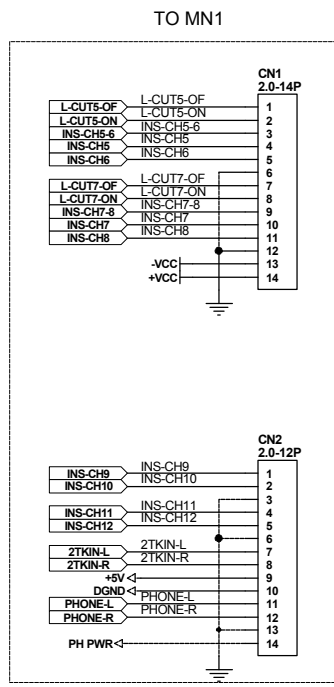 TO MN1
CN1
2.0-14P
L-CUT5-OF L-CUT5-OF 1
L-CUT5-ON L-CUT5-ON 2
INS-CH5-6 INS-CH5-6 3
INS-CH5 INS-CH5 4
INS-CH6 INS-CH6 5
6
L-CUT7-OF L-CUT7-OF 7
L-CUT7-ON L-CUT7-ON 8
INS-CH7-8 INS-CH7-8 9
INS-CH7 INS-CH7 10
INS-CH8 INS-CH8 11
12
-VCC 13
+VCC 14
CN2
2.0-12P
INS-CH9 INS-CH9 1
INS-CH10 INS-CH10 2
3
INS-CH11 INS-CH11 4
INS-CH12 INS-CH12 5
6
2TKIN-L 2TKIN-L 7
2TKIN-R 2TKIN-R 8
+5V 9
DGND 10
PHONE-L PHONE-L 11
PHONE-R PHONE-R 12
13
PH PWR 14